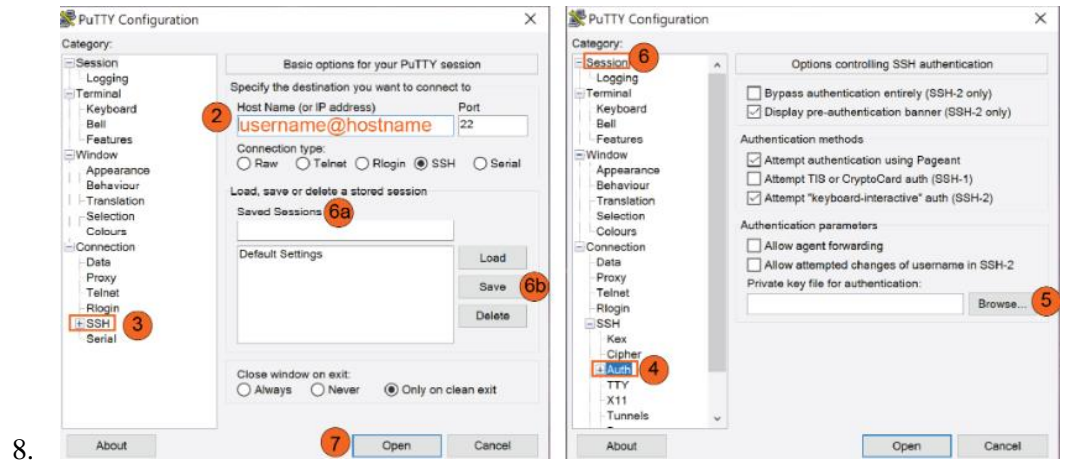 PuTTY Configuration
Category:
Session
Logging
Terminal
Keyboard
Bell
Features
Window
Appearance
Behaviour
Translation
Selection
Colours
Connection
Data
Proxy
Telnet
Rlogin
SSH
3
Serial
Basic options for your PuTTY session
Specify the destination you want to connect to
Host Name (or IP address) Port
2 username@hostname 22
Connection type:
Raw Telnet Rlogin SSH Serial
Load, save or delete a stored session
Saved Sessions 6a
Default Settings
Load
Save 6b
Delete
Close window on exit:
Always Never Only on clean exit
About 7 Open Cancel
PuTTY Configuration
Category:
Session 6
Logging
Terminal
Keyboard
Bell
Features
Window
Appearance
Behaviour
Translation
Selection
Colours
Connection
Data
Proxy
Telnet
Rlogin
SSH
Kex
Cipher
Auth 4
TTY
X11
Tunnels
Options controlling SSH authentication
Bypass authentication entirely (SSH-2 only)
Display pre-authentication banner (SSH-2 only)
Authentication methods
Attempt authentication using Pageant
Attempt TIS or CryptoCard auth (SSH-1)
Attempt "keyboard-interactive" auth (SSH-2)
Authentication parameters
Allow agent forwarding
Allow attempted changes of username in SSH-2
Private key file for authentication:
Browse... 5
About Open Cancel
8.